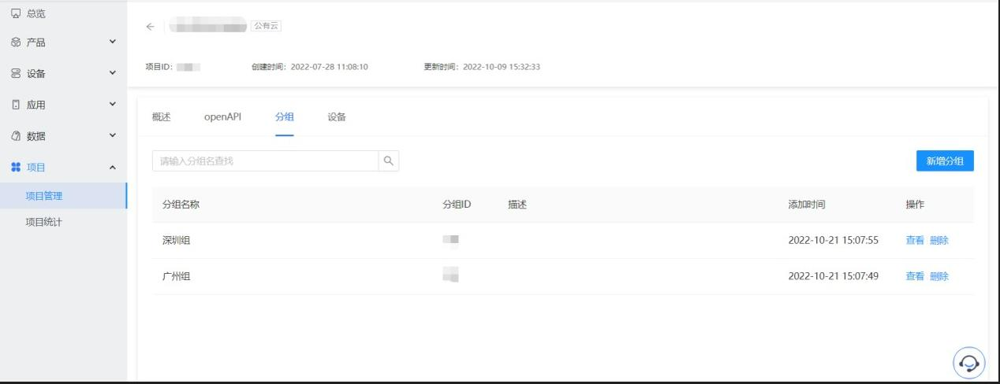 总览
产品
设备
应用
数据
项目
项目管理
项目统计
公有云
项目ID:
创建时间：2022-07-28 11:08:10
更新时间：2022-10-09 15:32:33
概述 openAPI 分组 设备
请输入分组名查找
新增分组
分组名称 分组ID 描述 添加时间 操作
深圳组 2022-10-21 15:07:55 查看 删除
广州组 2022-10-21 15:07:49 查看 删除